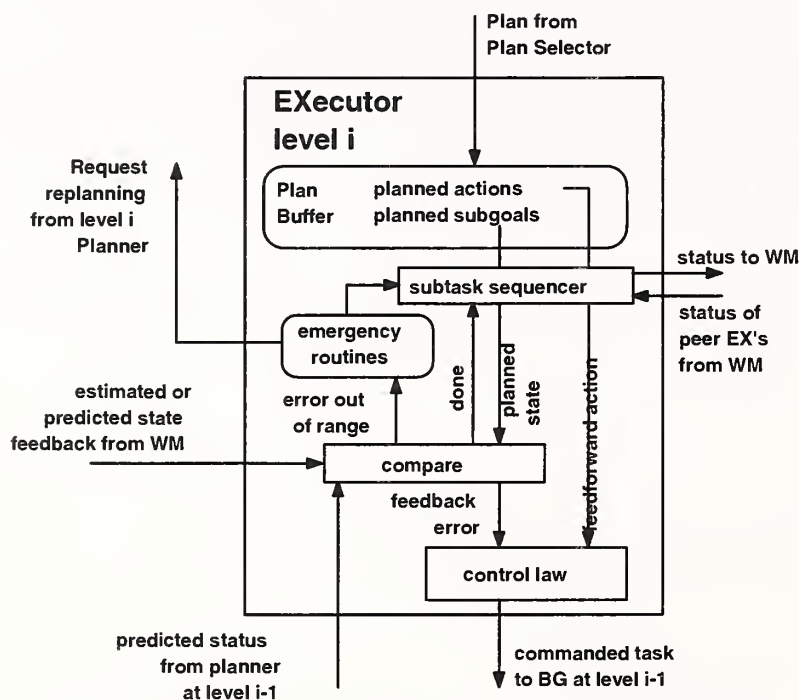 Plan from
Plan Selector
EXecutor
level i
Request
replanning
from level i
Planner
Plan planned actions
Buffer planned subgoals
status to WM
subtask sequencer
status of
peer EX's
from WM
emergency
routines
estimated or
predicted state
feedback from WM
error out
of range
done
planned
state
feedforward action
compare
feedback
error
control law
predicted status
from planner
at level i-1
commanded task
to BG at level i-1